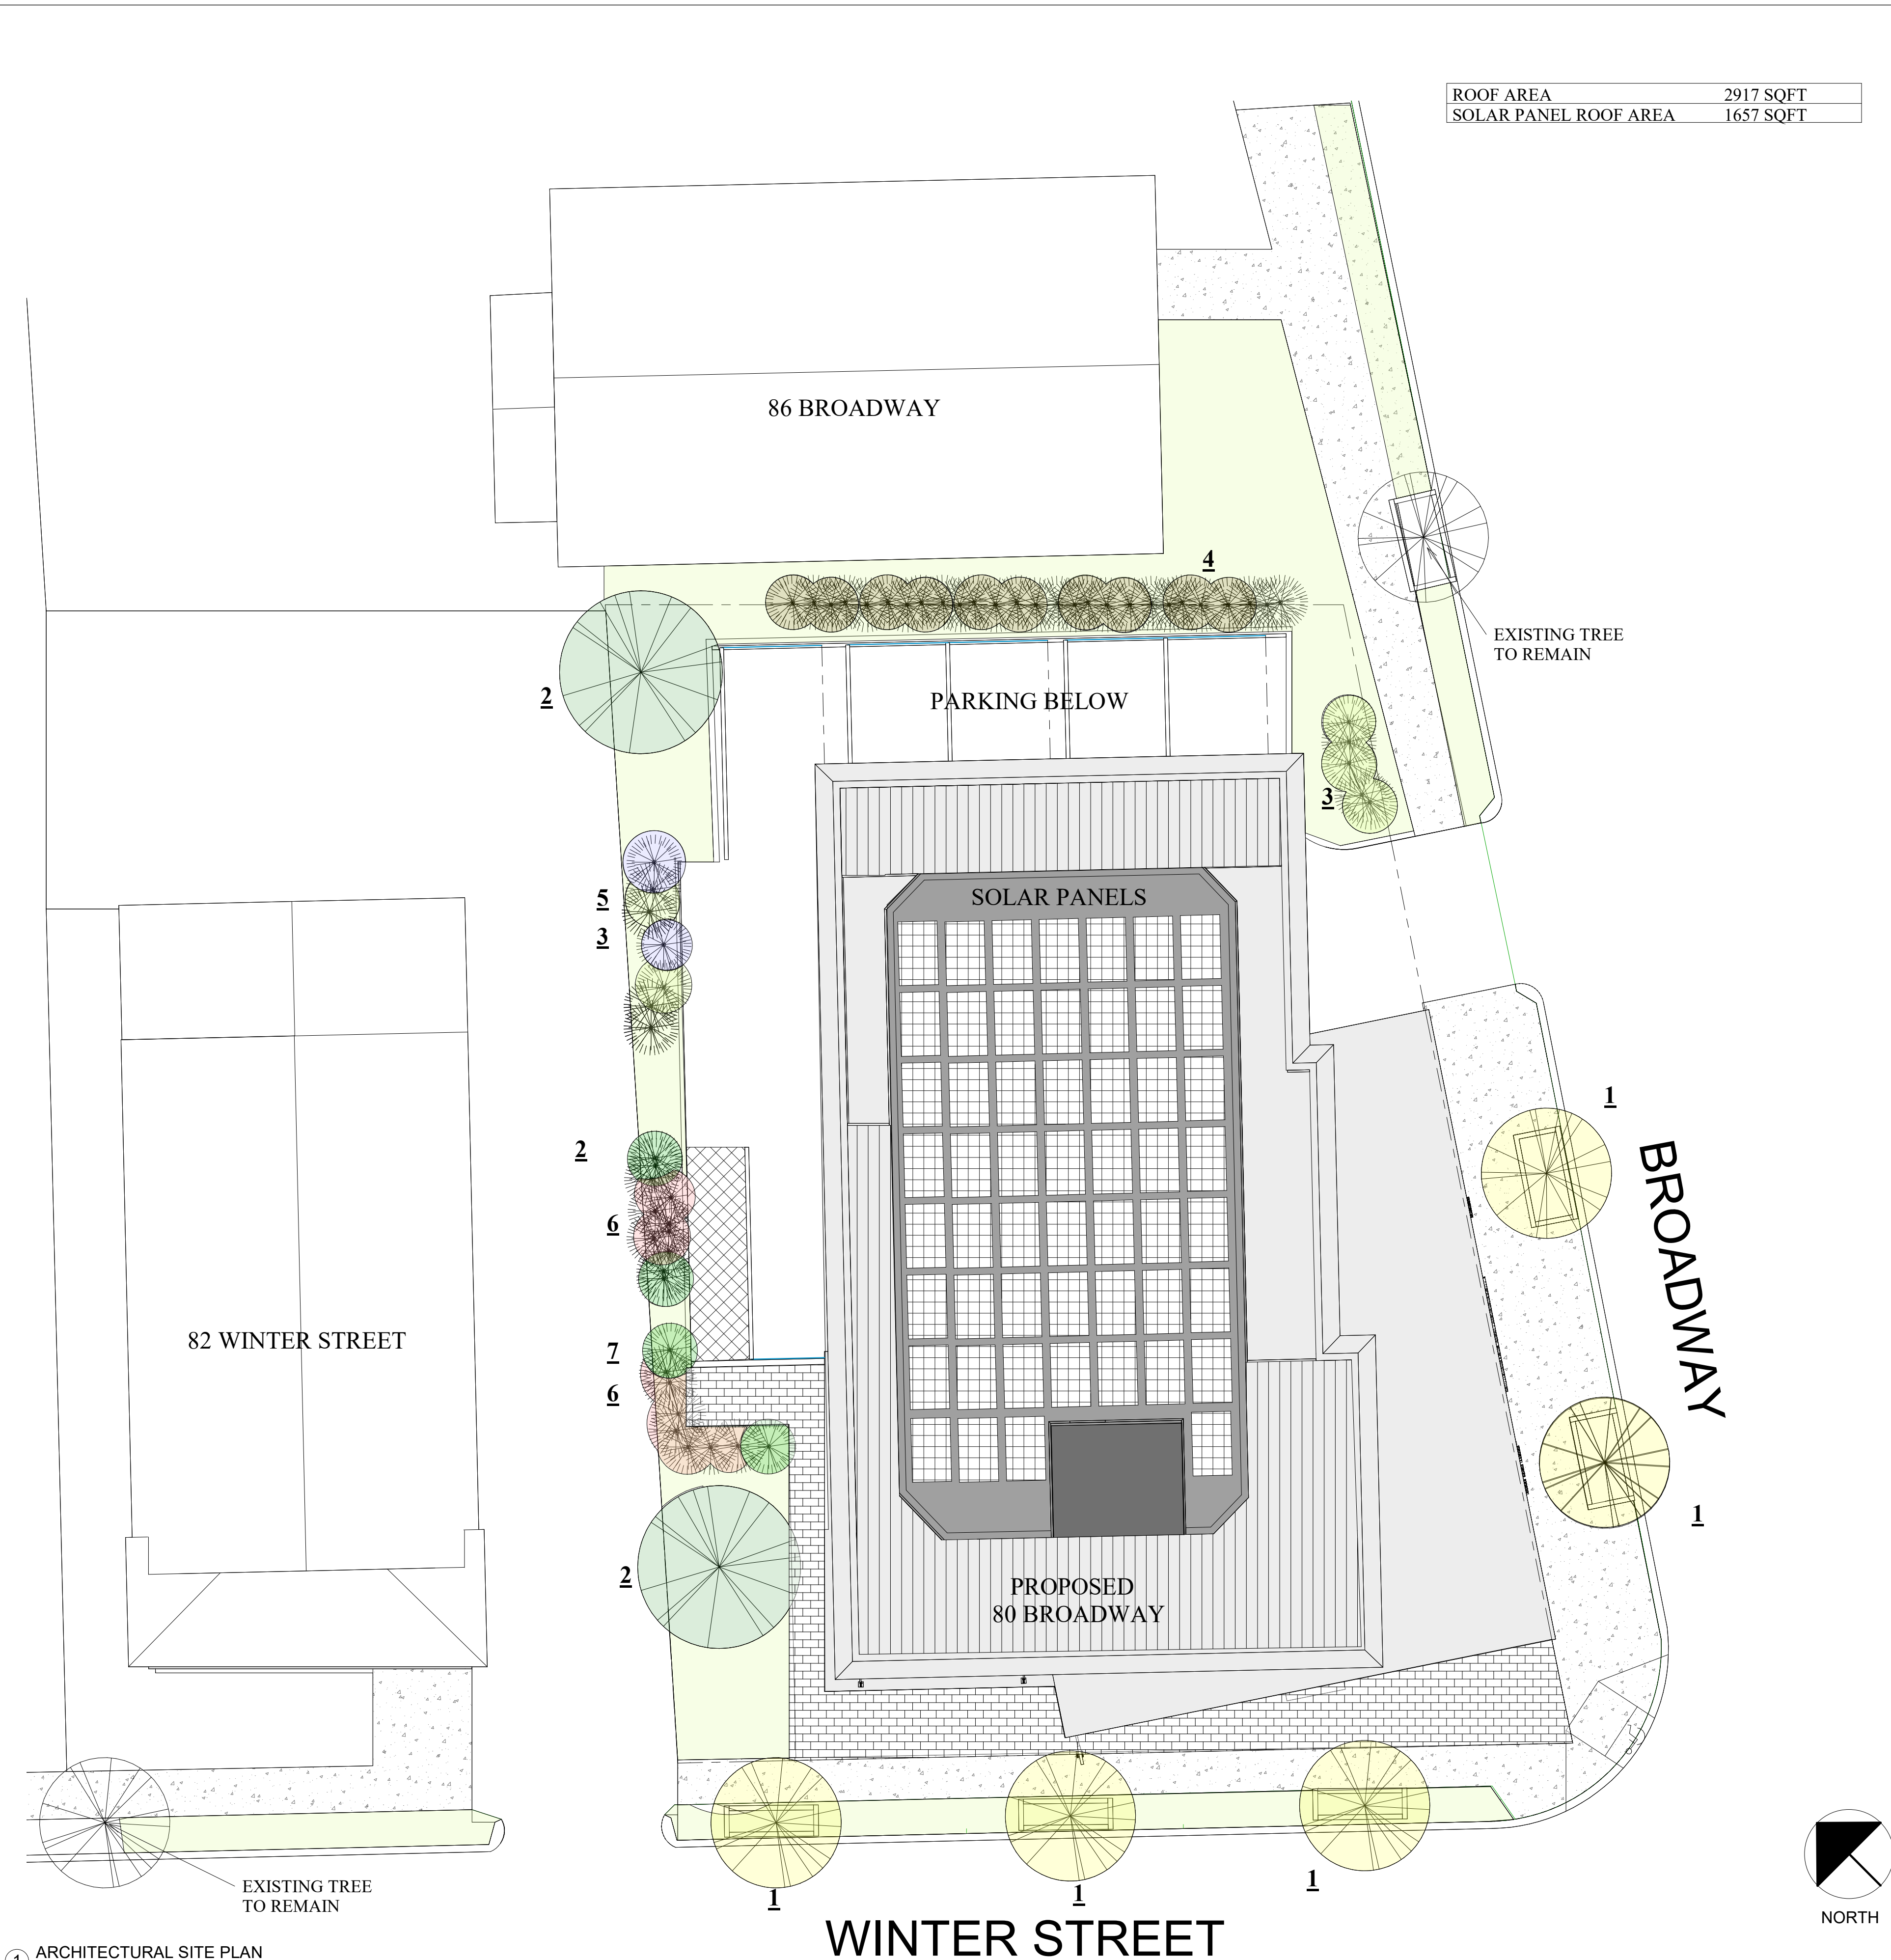 ROOF AREA 2917 SQFT
SOLAR PANEL ROOF AREA 1657 SQFT
86 BROADWAY
4
EXISTING TREE
TO REMAIN
2
PARKING BELOW
3
5
SOLAR PANELS
3
1
BROADWAY
2
6
82 WINTER STREET
7
6
1
2
PROPOSED
80 BROADWAY
EXISTING TREE
TO REMAIN
1
1
1
WINTER STREET
NORTH
1 ARCHITECTURAL SITE PLAN